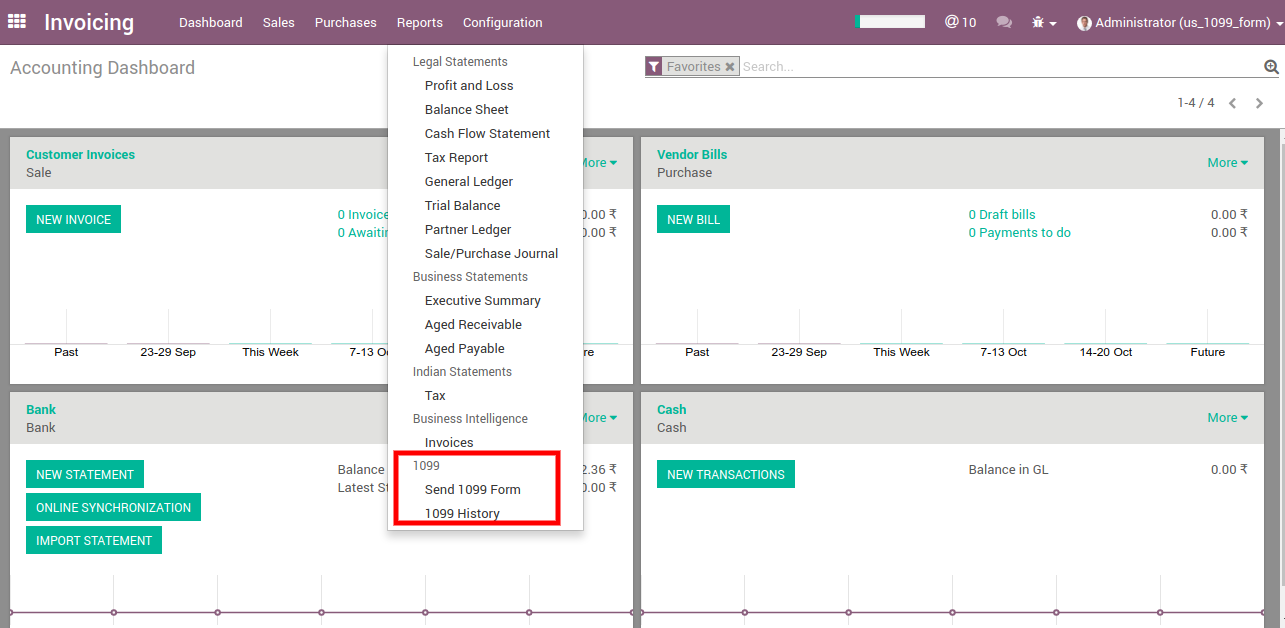 Invoicing Dashboard Sales Purchases Reports Configuration @ 10 Administrator (us_1099_form)
Accounting Dashboard
Favorites ✖ Search...
1-4 / 4
Legal Statements
Profit and Loss
Balance Sheet
Cash Flow Statement
Tax Report
General Ledger
Trial Balance
Partner Ledger
Sale/Purchase Journal
Business Statements
Executive Summary
Aged Receivable
Aged Payable
Indian Statements
Tax
Business Intelligence
Invoices
1099
Send 1099 Form
1099 History
Customer Invoices
Sale
More
NEW INVOICE
0 Invoice
0.00 ₹
0 Awaitin
0.00 ₹
Past 23-29 Sep This Week 7-13 Oc re
Vendor Bills
Purchase
More
NEW BILL
0 Draft bills 0.00 ₹
0 Payments to do 0.00 ₹
Past 23-29 Sep This Week 7-13 Oct 14-20 Oct Future
Bank
Bank
More
NEW STATEMENT
ONLINE SYNCHRONIZATION
IMPORT STATEMENT
Balance 2.36 ₹
Latest St 0.00 ₹
Cash
Cash
More
NEW TRANSACTIONS
Balance in GL 0.00 ₹